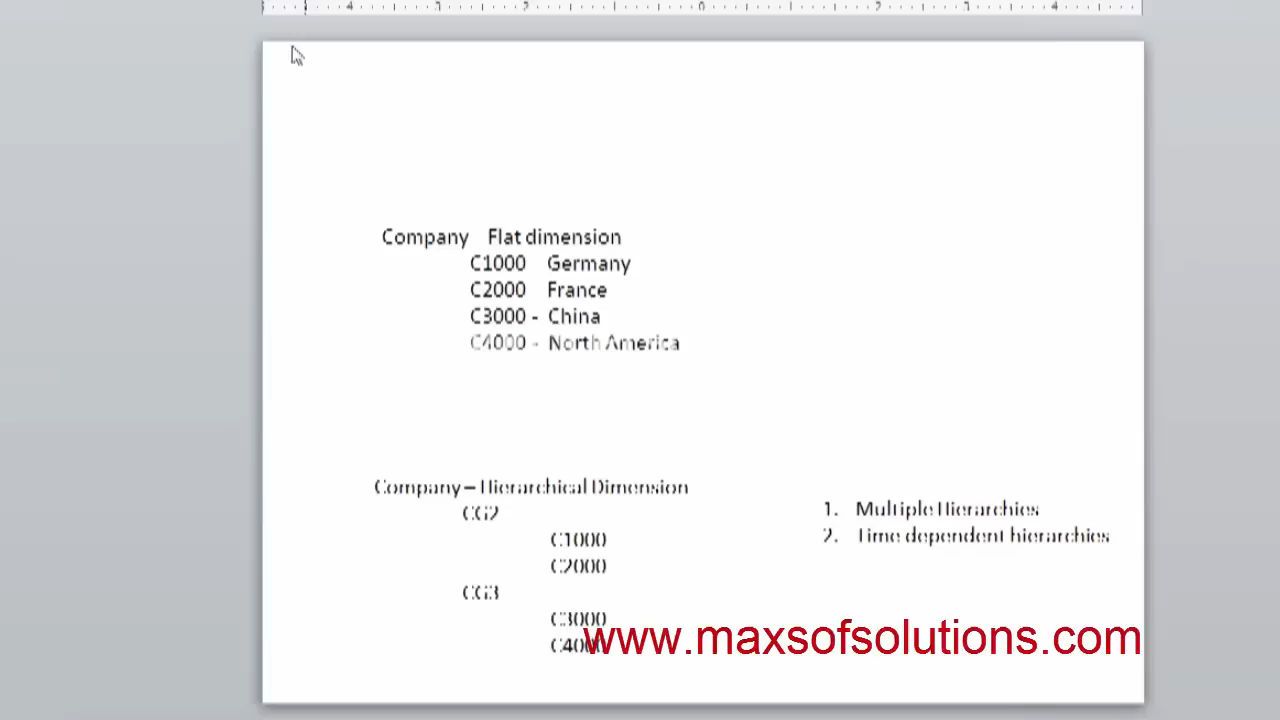 Company Flat dimension
C1000 Germany
C2000 France
C3000 - China
C4000 - North America
Company – Hierarchical Dimension
CG2
C1000
C2000
CG3
C3000
C4000
1. Multiple Hierarchies
2. Time dependent hierarchies
www.maxsofsolutions.com